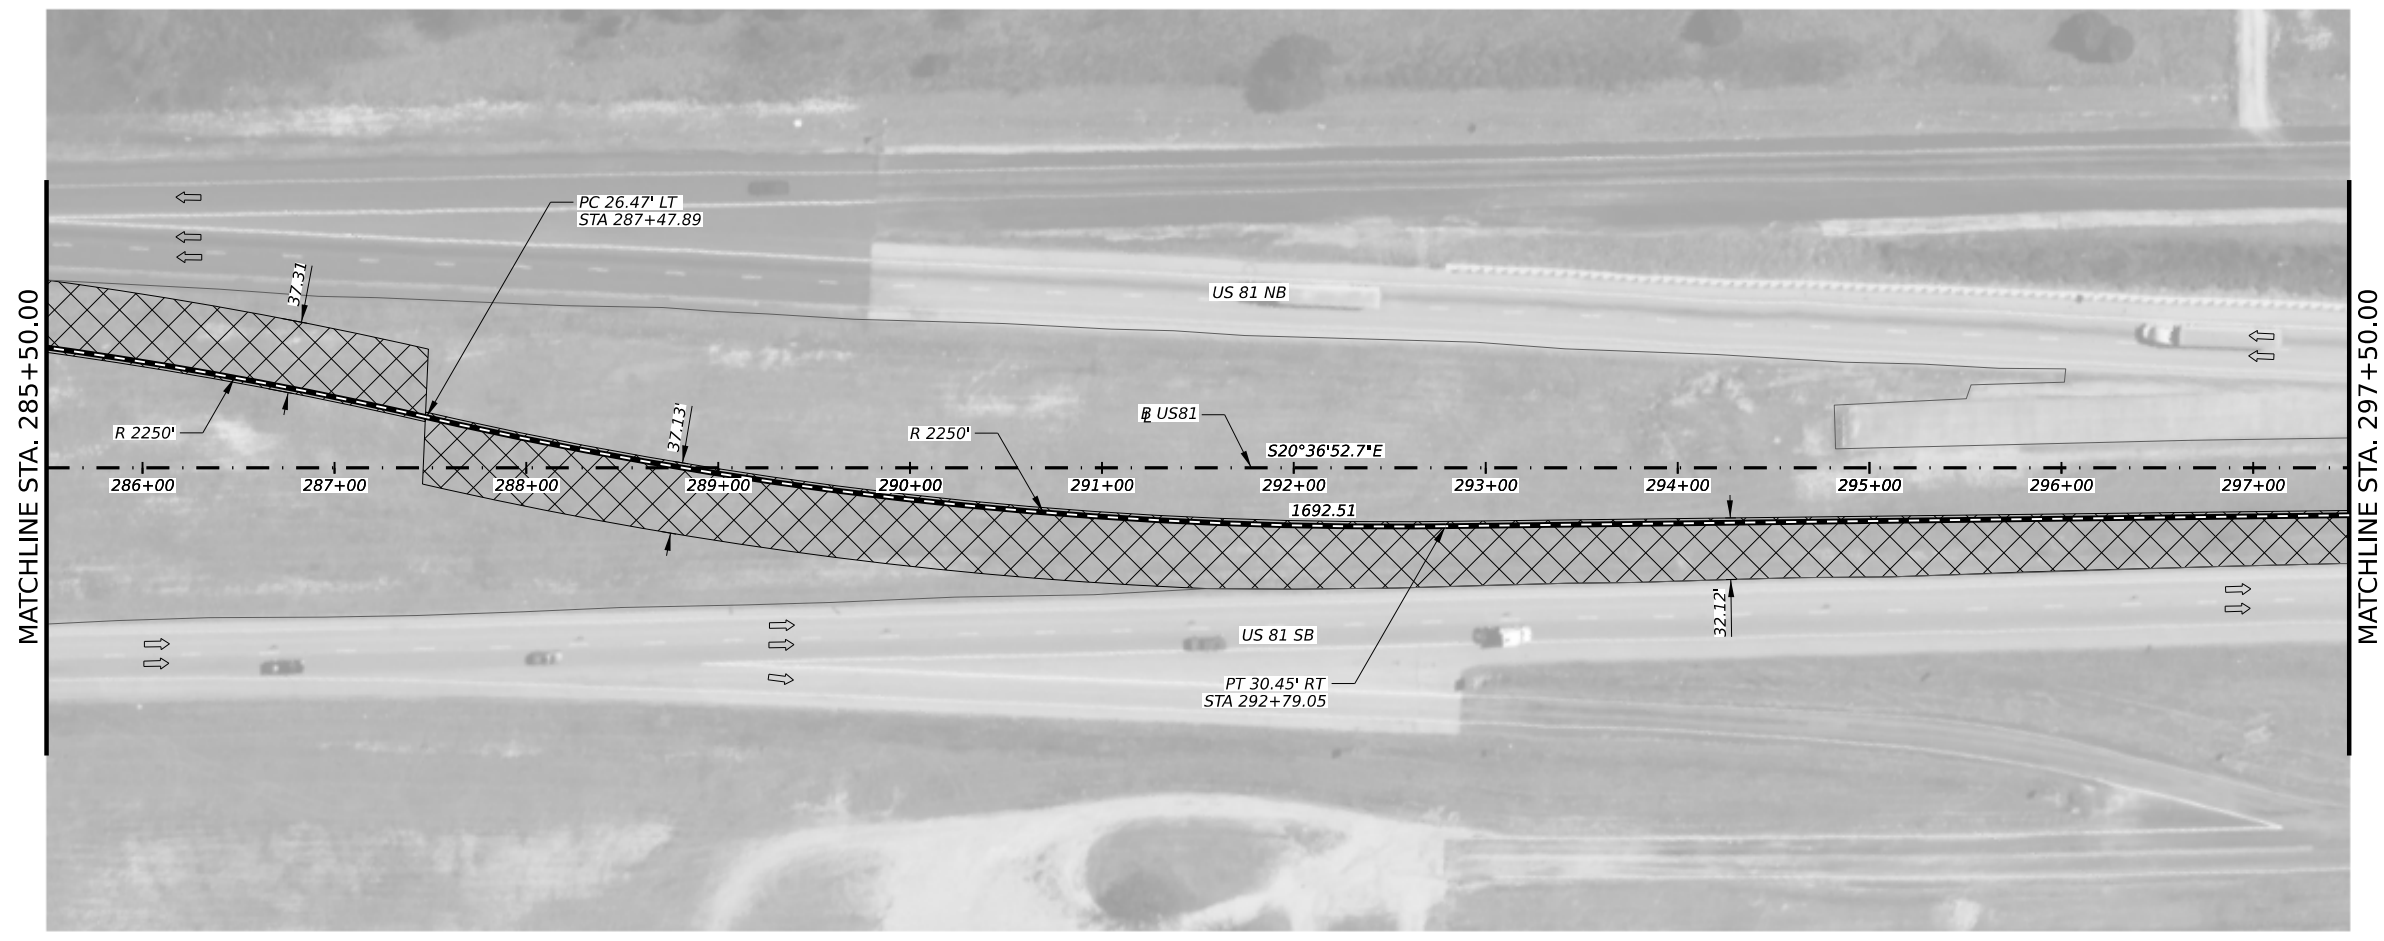 MATCHLINE STA. 285+50.00
PC 26.47' LT
STA 287+47.89
37.31
US 81 NB
R 2250'
37.13'
R 2250'
BL US81
S20°36'52.7"E
286+00
287+00
288+00
289+00
290+00
291+00
292+00
293+00
294+00
295+00
296+00
297+00
1692.51
32.12'
US 81 SB
PT 30.45' RT
STA 292+79.05
MATCHLINE STA. 297+50.00